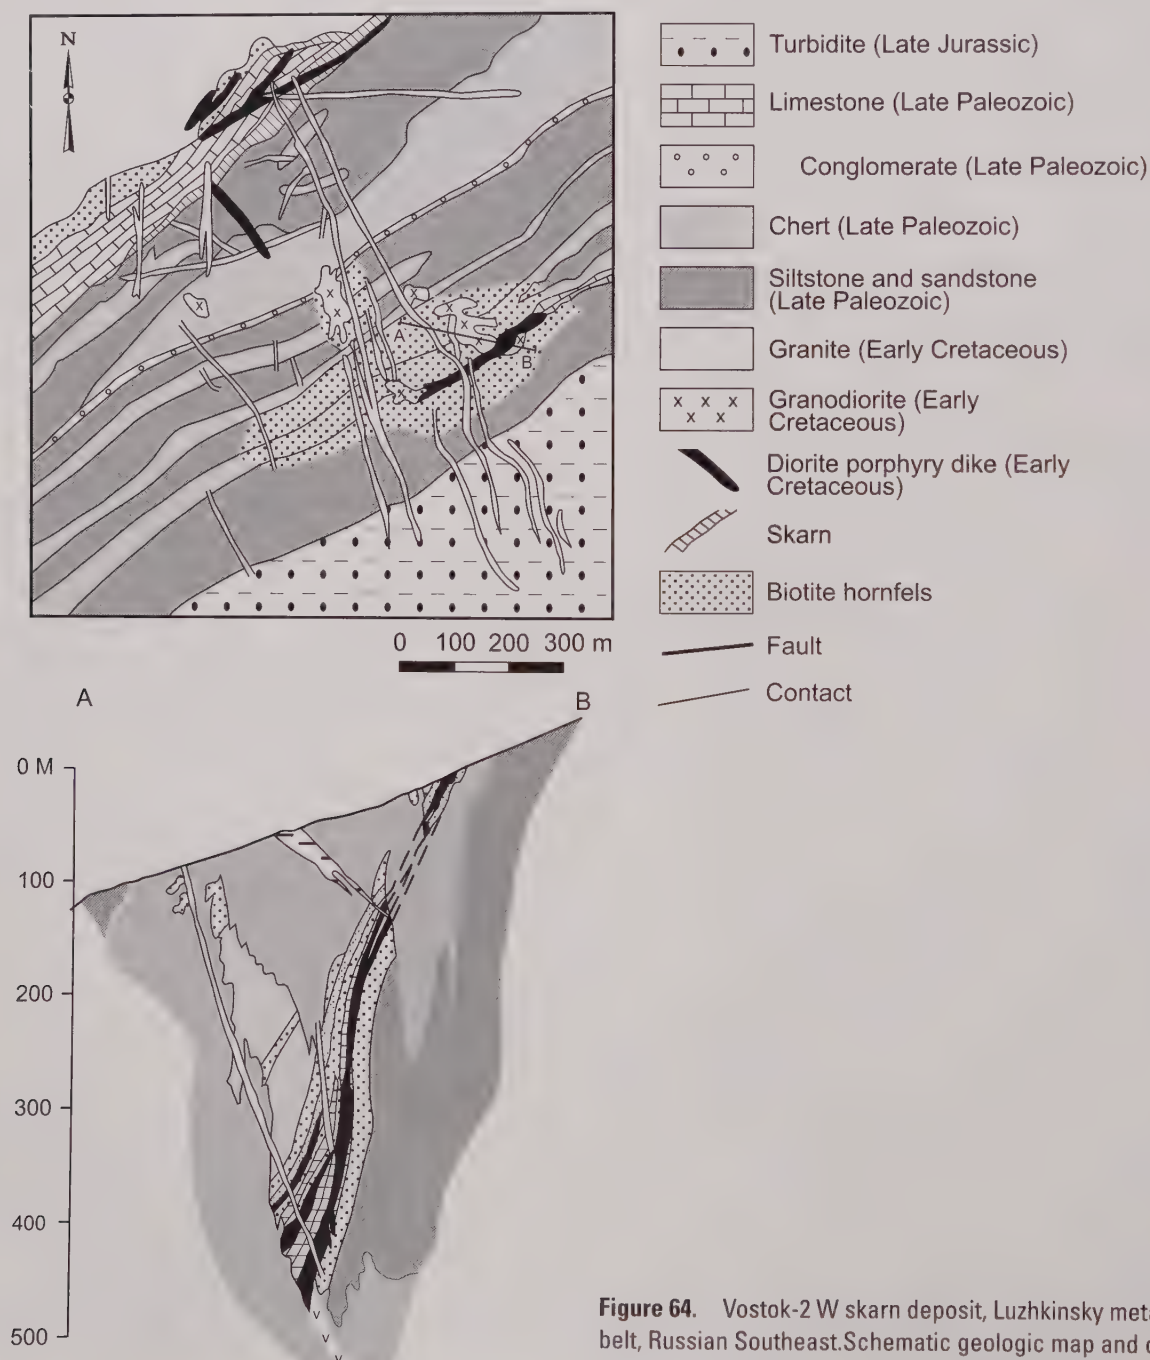 N
A
B
Turbidite (Late Jurassic)
Limestone (Late Paleozoic)
Conglomerate (Late Paleozoic)
Chert (Late Paleozoic)
Siltstone and sandstone
(Late Paleozoic)
Granite (Early Cretaceous)
x x x
x x
Granodiorite (Early
Cretaceous)
Diorite porphyry dike (Early
Cretaceous)
Skarn
Biotite hornfels
Fault
Contact
0 100 200 300 m
A
B
0 M
100
200
300
400
500
v
v
v
Figure 64. Vostok-2 W skarn deposit, Luzhkinsky
belt, Russian Southeast.Schematic geologic map and